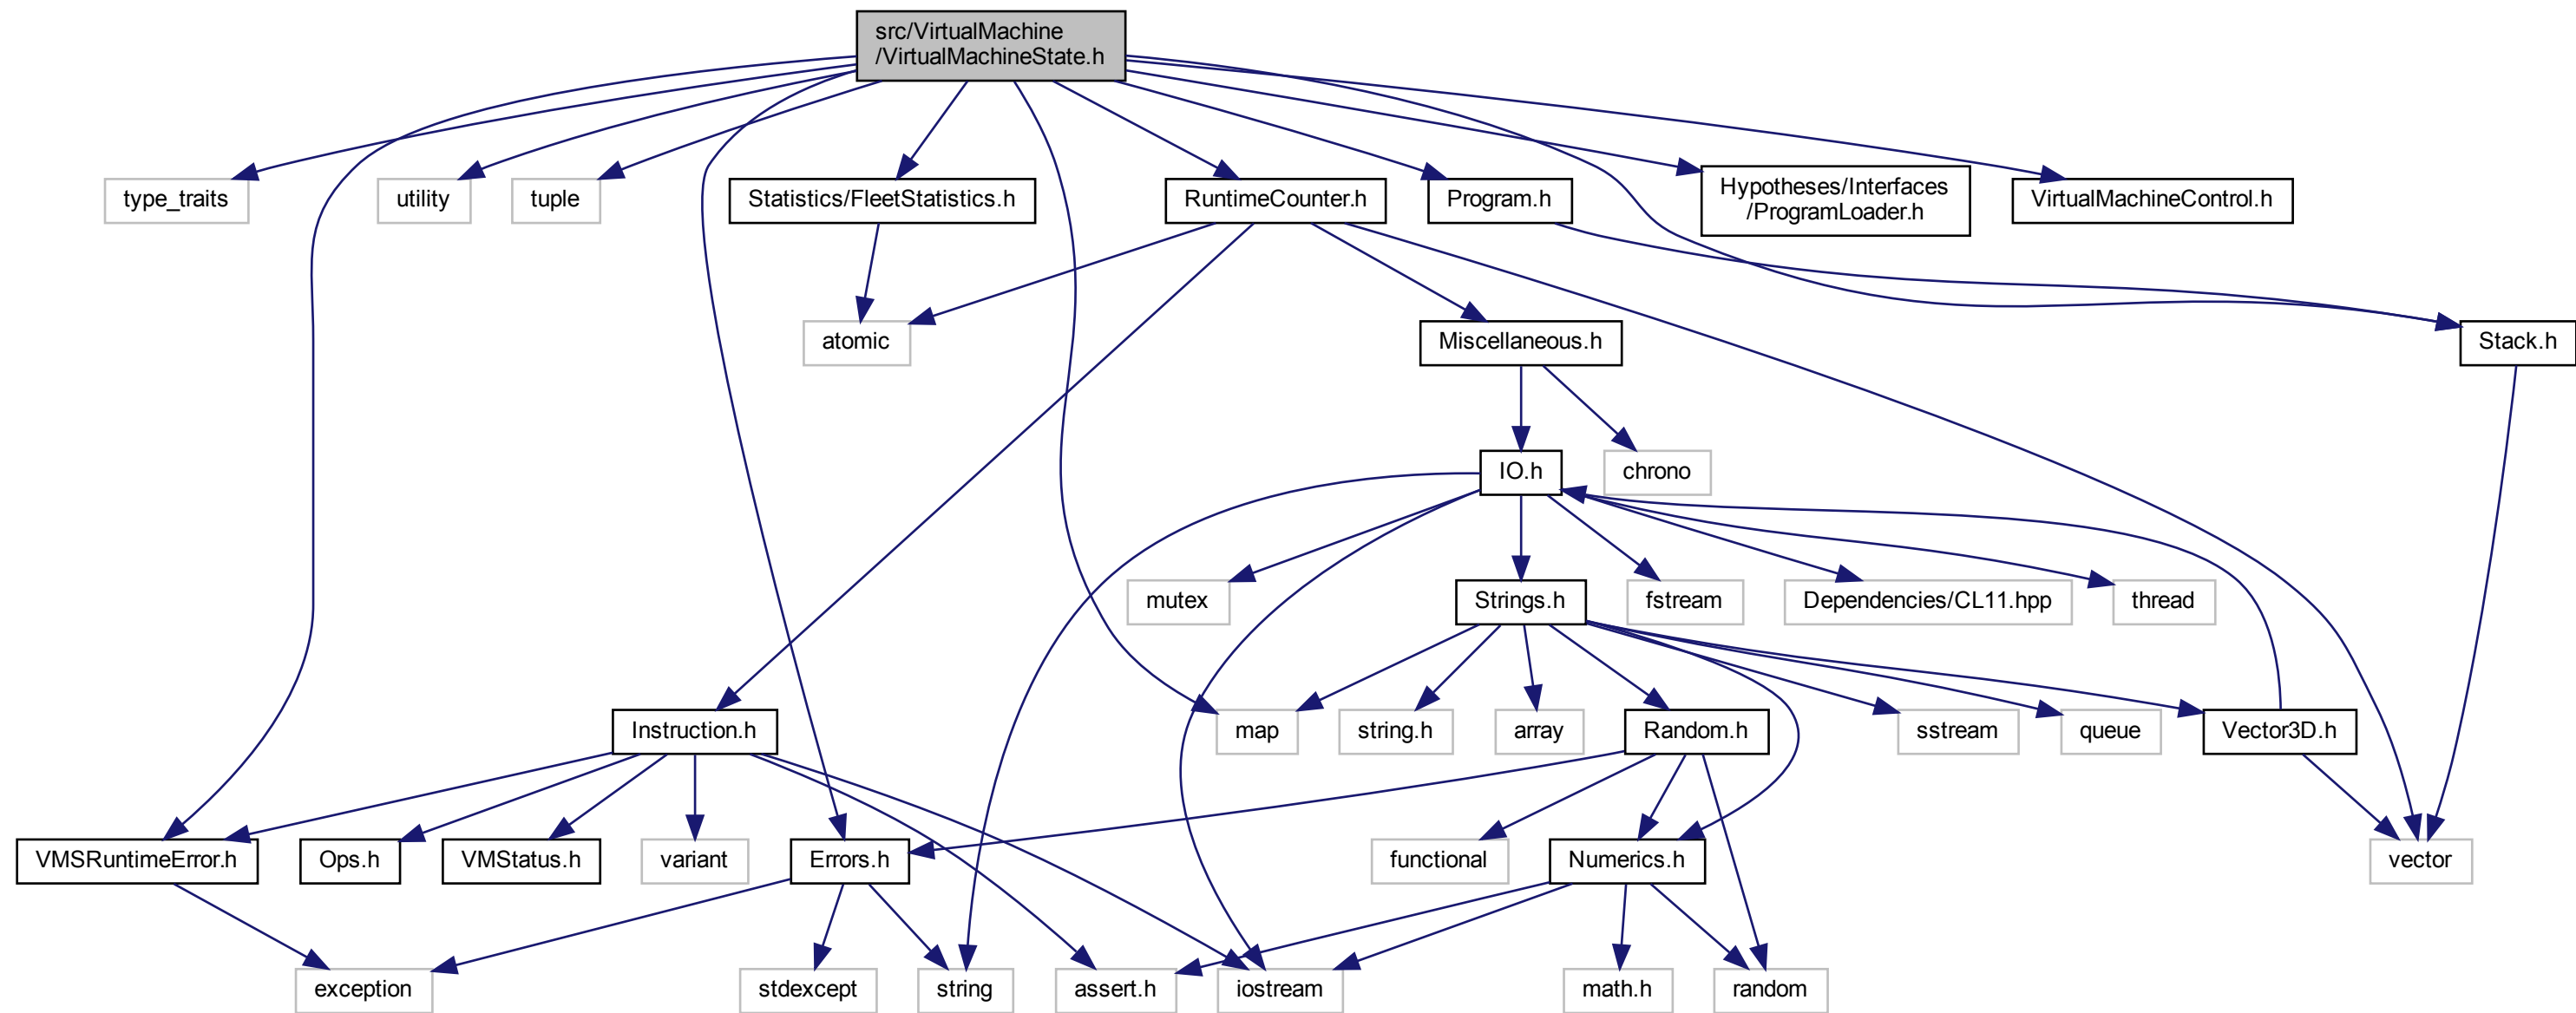 src/VirtualMachine
/VirtualMachineState.h
type_traits
utility
tuple
Statistics/FleetStatistics.h
RuntimeCounter.h
Program.h
Hypotheses/Interfaces
/ProgramLoader.h
VirtualMachineControl.h
atomic
Miscellaneous.h
Stack.h
IO.h
chrono
mutex
Strings.h
fstream
Dependencies/CL11.hpp
thread
Instruction.h
map
string.h
array
Random.h
sstream
queue
Vector3D.h
VMSRuntimeError.h
Ops.h
VMStatus.h
variant
Errors.h
functional
Numerics.h
vector
exception
stdexcept
string
assert.h
iostream
math.h
random